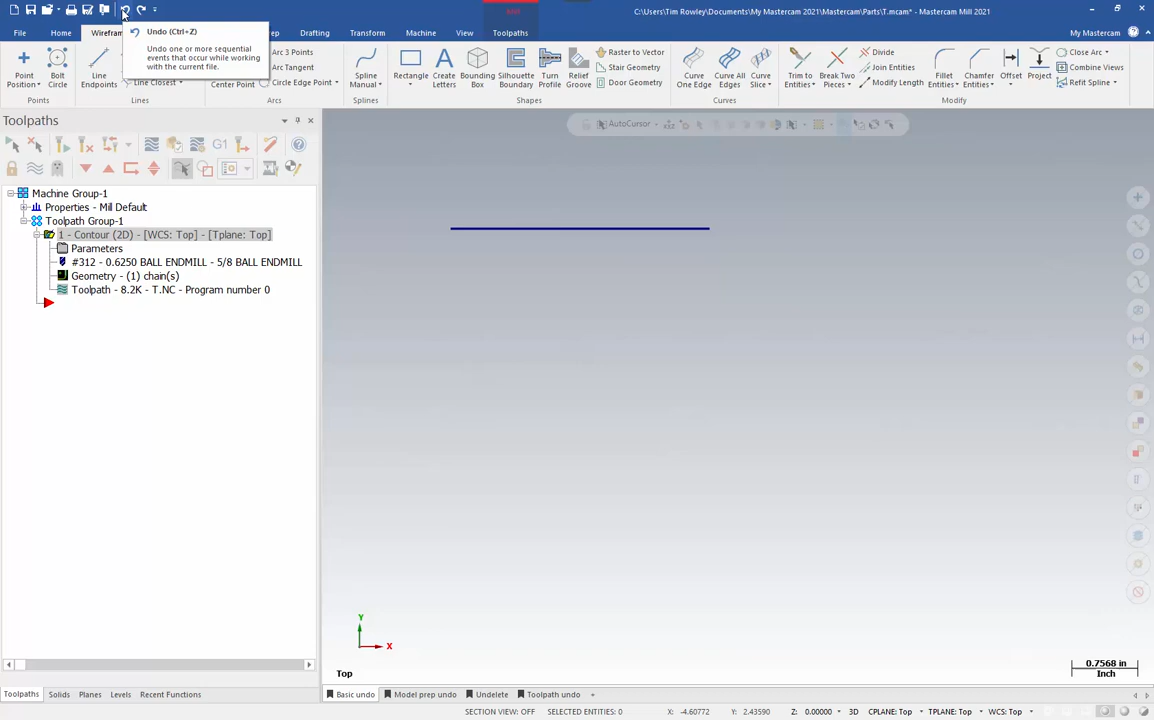 C:\Users\Tim Rowley\Documents\My Mastercam 2021\Mastercam\Parts\T.mcam* - Mastercam Mill 2021
File
Home
Wirefram
ep
Drafting
Transform
Machine
View
Toolpaths
My Mastercam
Undo (Ctrl+Z)
Undo one or more sequential
events that occur while working
with the current file.
Point
Position
Bolt
Circle
Line
Endpoints
Line Closest
Center Point
Arc 3 Points
Arc Tangent
Circle Edge Point
Spline
Manual
Rectangle
Create
Letters
Bounding
Box
Silhouette
Boundary
Turn
Profile
Relief
Groove
Raster to Vector
Stair Geometry
Door Geometry
Curve
One Edge
Curve All
Edges
Curve
Slice
Trim to
Entities
Break Two
Pieces
Divide
Join Entities
Modify Length
Fillet
Entities
Chamfer
Entities
Offset
Project
Close Arc
Combine Views
Refit Spline
Points
Lines
Arcs
Splines
Shapes
Curves
Modify
Toolpaths
AutoCursor
G1
Machine Group-1
Properties - Mill Default
Toolpath Group-1
1 - Contour (2D) - [WCS: Top] - [Tplane: Top]
Parameters
#312 - 0.6250 BALL ENDMILL - 5/8 BALL ENDMILL
Geometry - (1) chain(s)
Toolpath - 8.2K - T.NC - Program number 0
Y
X
Top
0.7568 in
Inch
Toolpaths
Solids
Planes
Levels
Recent Functions
Basic undo
Model prep undo
Undelete
Toolpath undo
+
SECTION VIEW: OFF
SELECTED ENTITIES: 0
X: -4.60772
Y: 2.43590
Z: 0.00000
3D
CPLANE: Top
TPLANE: Top
WCS: Top